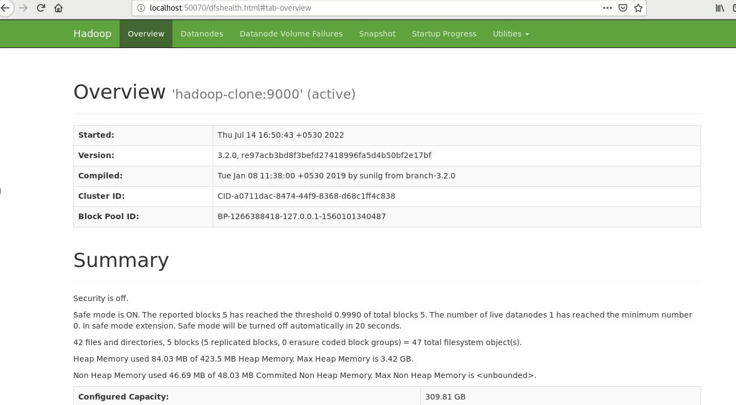 localhost:50070/dfshealth.html#tab-overview
Hadoop Overview Datanodes Datanode Volume Failures Snapshot Startup Progress Utilities
Overview 'hadoop-clone:9000' (active)
Started: Thu Jul 14 16:50:43 +0530 2022
Version: 3.2.0, re97acb3bd8f3befd27418996fa5d4b50bf2e17bf
Compiled: Tue Jan 08 11:38:00 +0530 2019 by sunilg from branch-3.2.0
Cluster ID: CID-a0711dac-8474-44f9-8368-d68c1ff4c838
Block Pool ID: BP-1266388418-127.0.0.1-1560101340487
Summary
Security is off.
Safe mode is ON. The reported blocks 5 has reached the threshold 0.9990 of total blocks 5. The number of live datanodes 1 has reached the minimum number
0. In safe mode extension. Safe mode will be turned off automatically in 20 seconds.
42 files and directories, 5 blocks (5 replicated blocks, 0 erasure coded block groups) = 47 total filesystem object(s).
Heap Memory used 84.03 MB of 423.5 MB Heap Memory. Max Heap Memory is 3.42 GB.
Non Heap Memory used 46.69 MB of 48.03 MB Commited Non Heap Memory. Max Non Heap Memory is <unbounded>.
Configured Capacity: 309.81 GB